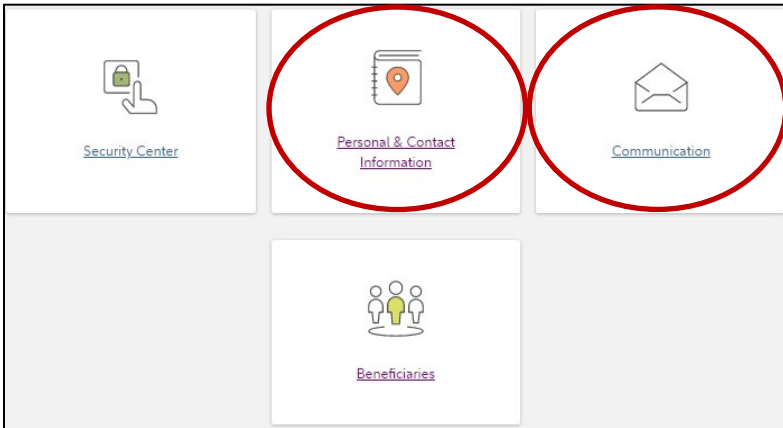 Security Center
Personal & Contact
Information
Communication
Beneficiaries